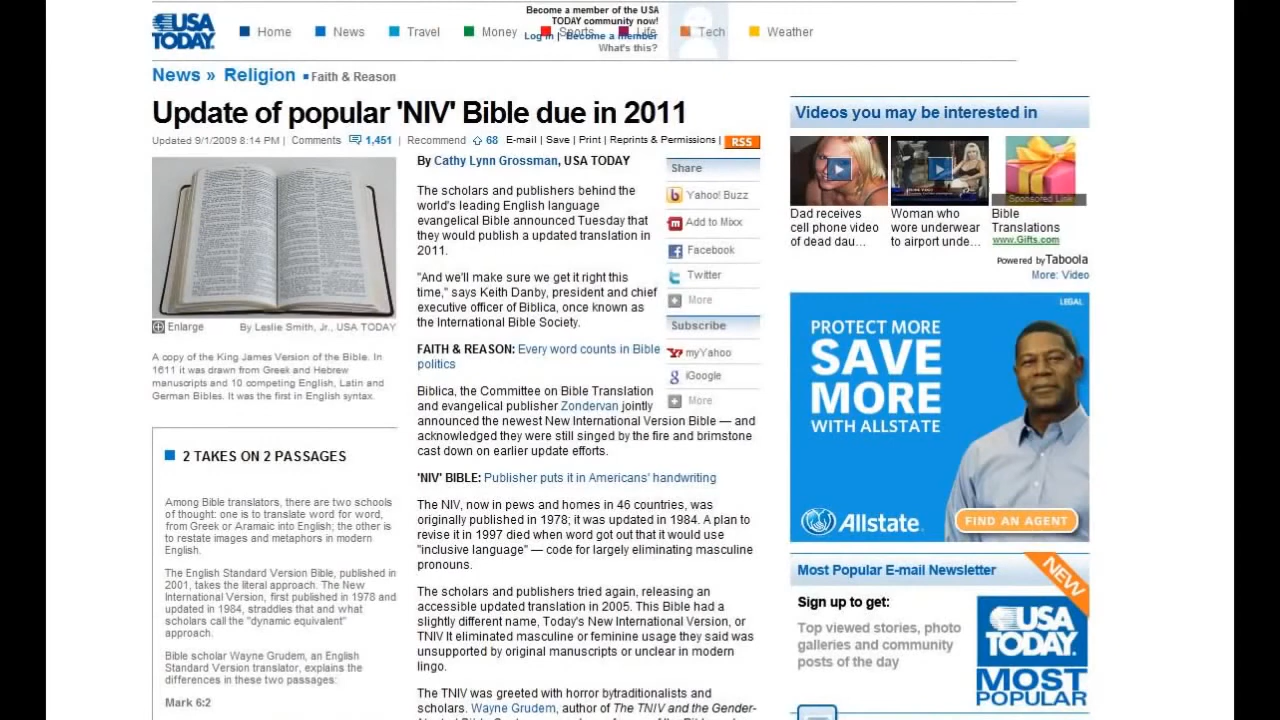 USA
TODAY
Home
News
Travel
Money
Sports
Life
Tech
Weather
Become a member of the USA
TODAY community now!
Log in | Become a member
What's this?
News » Religion ▪ Faith & Reason
Update of popular 'NIV' Bible due in 2011
Updated 9/1/2009 8:14 PM | Comments 1,451 | Recommend 68 E-mail | Save | Print | Reprints & Permissions | RSS
Enlarge By Leslie Smith, Jr., USA TODAY
A copy of the King James Version of the Bible. In
1611 it was drawn from Greek and Hebrew
manuscripts and 10 competing English, Latin and
German Bibles. It was the first in English syntax.
2 TAKES ON 2 PASSAGES
Among Bible translators, there are two schools
of thought: one is to translate word for word,
from Greek or Aramaic into English; the other is
to restate images and metaphors in modern
English.
The English Standard Version Bible, published in
2001, takes the literal approach. The New
International Version, first published in 1978 and
updated in 1984, straddles that and what
scholars call the "dynamic equivalent"
approach.
Bible scholar Wayne Grudem, an English
Standard Version translator, explains the
differences in these two passages:
Mark 6:2
By Cathy Lynn Grossman, USA TODAY
The scholars and publishers behind the
world's leading English language
evangelical Bible announced Tuesday that
they would publish a updated translation in
2011.
"And we'll make sure we get it right this
time," says Keith Danby, president and chief
executive officer of Biblica, once known as
the International Bible Society.
FAITH & REASON: Every word counts in Bible
politics
Biblica, the Committee on Bible Translation
and evangelical publisher Zondervan jointly
announced the newest New International Version Bible — and
acknowledged they were still singed by the fire and brimstone
cast down on earlier update efforts.
'NIV' BIBLE: Publisher puts it in Americans' handwriting
The NIV, now in pews and homes in 46 countries, was
originally published in 1978; it was updated in 1984. A plan to
revise it in 1997 died when word got out that it would use
"inclusive language" — code for largely eliminating masculine
pronouns.
The scholars and publishers tried again, releasing an
accessible updated translation in 2005. This Bible had a
slightly different name, Today's New International Version, or
TNIV It eliminated masculine or feminine usage they said was
unsupported by original manuscripts or unclear in modern
lingo.
The TNIV was greeted with horror bytraditionalists and
scholars. Wayne Grudem, author of The TNIV and the Gender-
Share
Yahoo! Buzz
Add to Mixx
Facebook
Twitter
More
Subscribe
myYahoo
iGoogle
More
Videos you may be interested in
Dad receives
cell phone video
of dead dau...
Woman who
wore underwear
to airport unde...
Sponsored Link
Bible
Translations
www.Gifts.com
Powered by Taboola
More: Video
LEGAL
PROTECT MORE
SAVE
MORE
WITH ALLSTATE
Allstate.
FIND AN AGENT
Most Popular E-mail Newsletter
NEW
Sign up to get:
Top viewed stories, photo
galleries and community
posts of the day
USA
TODAY
MOST
POPULAR